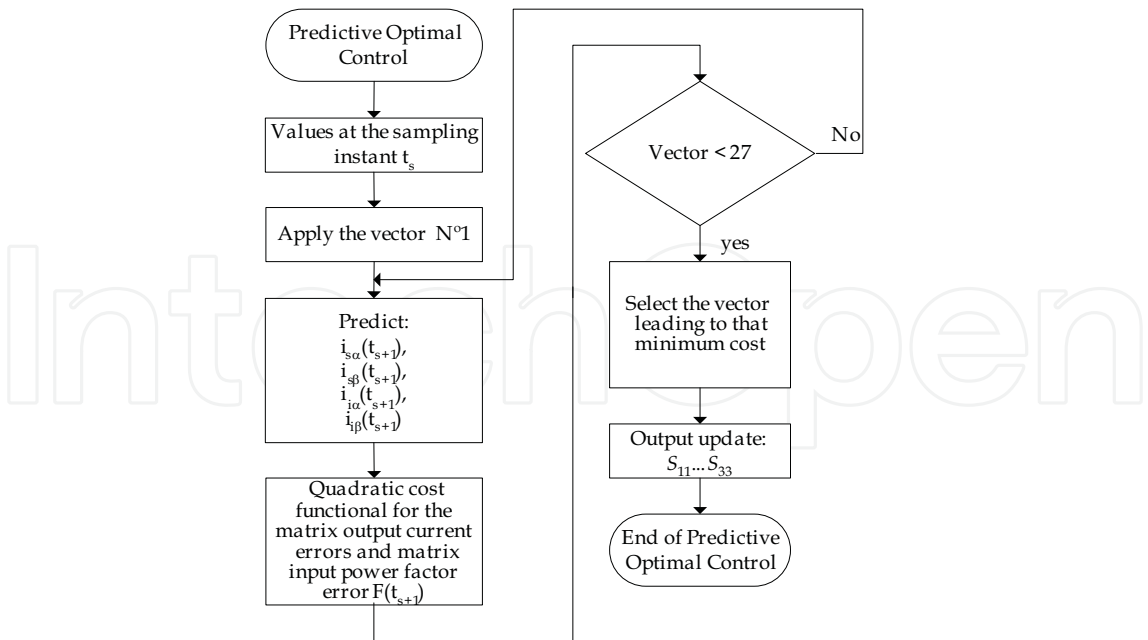 Predictive Optimal
Control
Values at the sampling
instant t_s
Apply the vector N°1
Predict:
i_sα(t_s+1),
i_sβ(t_s+1),
i_iα(t_s+1),
i_iβ(t_s+1)
Quadratic cost
functional for the
matrix output current
errors and matrix
input power factor
error F(t_s+1)
Vector < 27
No
yes
Select the vector
leading to that
minimum cost
Output update:
S_11...S_33
End of Predictive
Optimal Control
IntechOpen